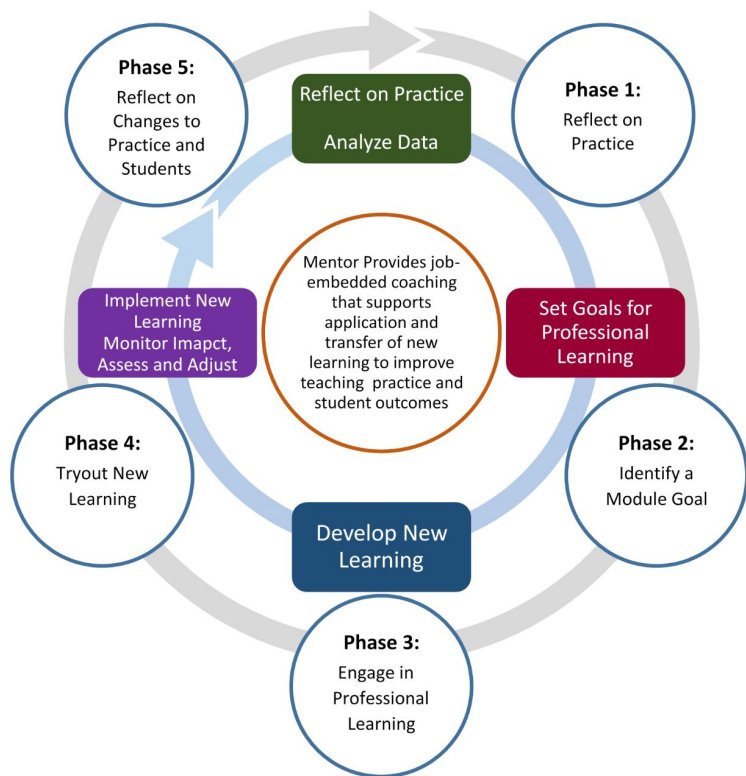 Phase 5:
Reflect on
Changes to
Practice and
Students
Reflect on Practice
Analyze Data
Phase 1:
Reflect on
Practice
Implement New
Learning
Monitor Imapct,
Assess and Adjust
Mentor Provides job-
embedded coaching
that supports
application and
transfer of new
learning to improve
teaching practice and
student outcomes
Set Goals for
Professional
Learning
Phase 4:
Tryout New
Learning
Phase 2:
Identify a
Module Goal
Develop New
Learning
Phase 3:
Engage in
Professional
Learning